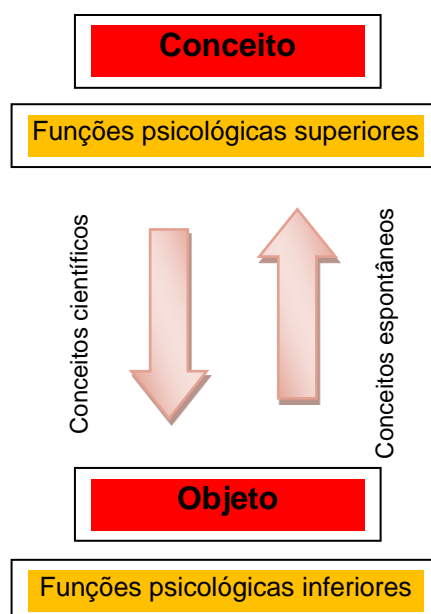 Conceito
Funções psicológicas superiores
Conceitos científicos
Conceitos espontâneos
Objeto
Funções psicológicas inferiores